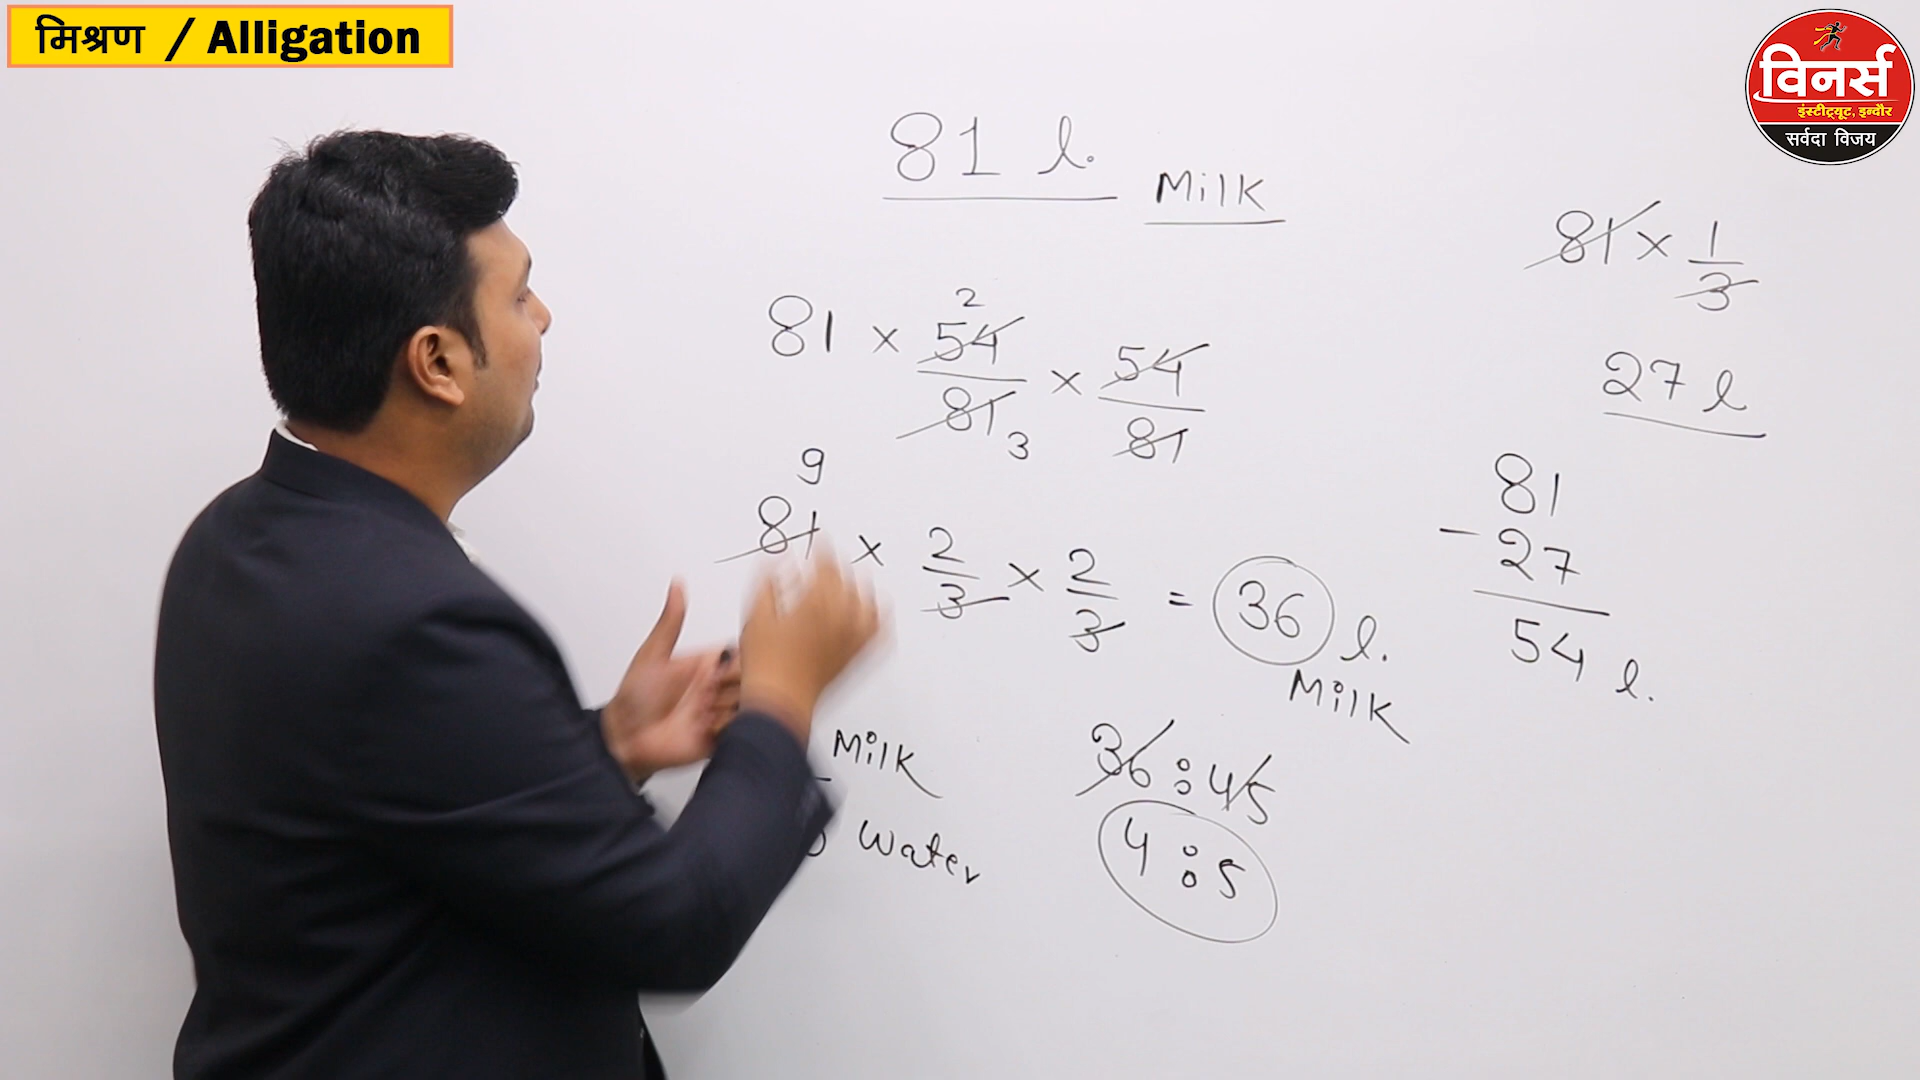 मिश्रण / Alligation
विनर्स
इंस्टीट्यूट, इन्दौर
सर्वदा विजय
81 l.
Milk
81 × 54/81 × 54/81
2
3
9
81 × 2/3 × 2/3 = 36 l.
Milk
Milk
Water
36 : 45
4 : 5
81 × 1/3
27 l
81
- 27
54 l.